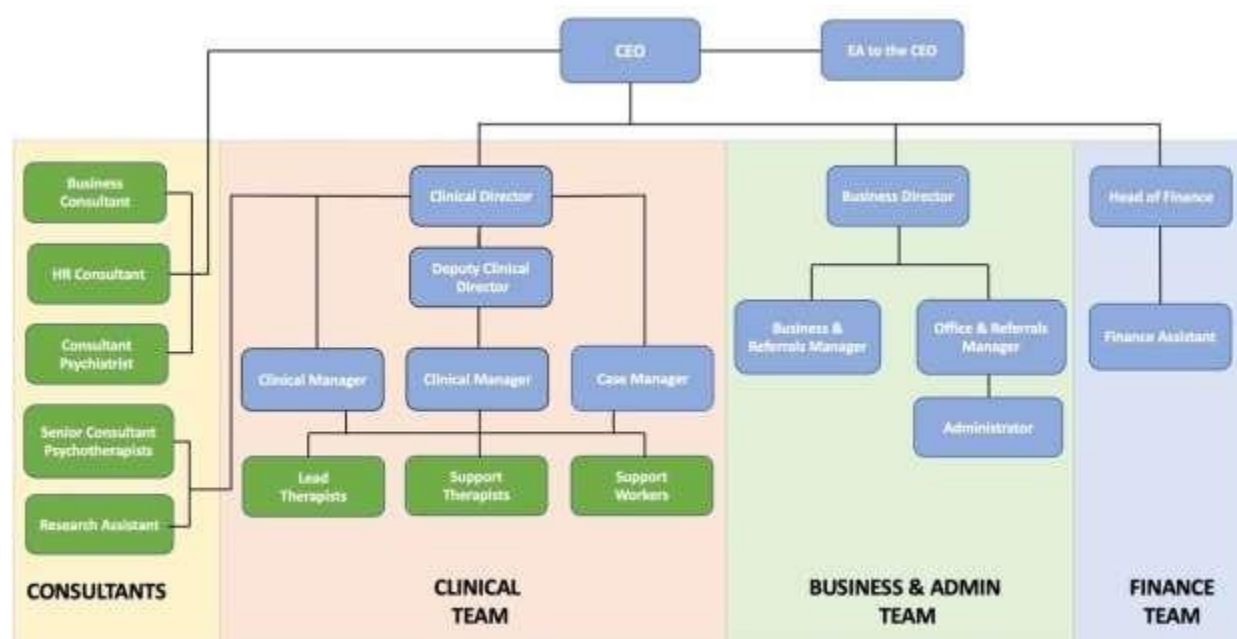 CEO
EA to the CEO
Business
Consultant
HR Consultant
Consultant
Psychiatrist
Senior Consultant
Psychotherapists
Research Assistant
CONSULTANTS
Clinical Director
Deputy Clinical
Director
Clinical Manager
Clinical Manager
Case Manager
Lead
Therapists
Support
Therapists
Support
Workers
CLINICAL
TEAM
Business Director
Business &
Referrals Manager
Office & Referrals
Manager
Administrator
BUSINESS & ADMIN
TEAM
Head of Finance
Finance Assistant
FINANCE
TEAM